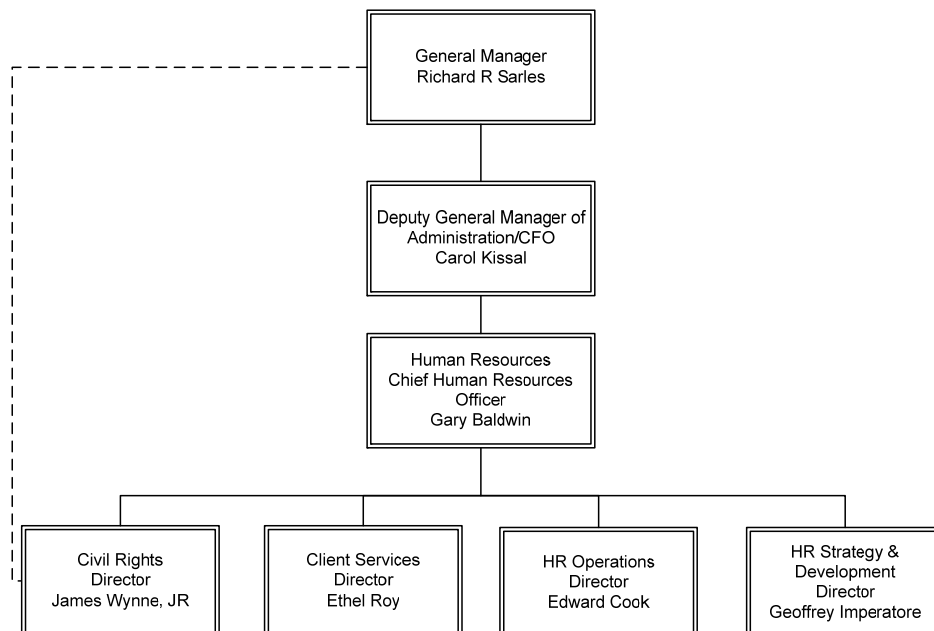 General Manager
Richard R Sarles
Deputy General Manager of
Administration/CFO
Carol Kissal
Human Resources
Chief Human Resources
Officer
Gary Baldwin
Civil Rights
Director
James Wynne, JR
Client Services
Director
Ethel Roy
HR Operations
Director
Edward Cook
HR Strategy &
Development
Director
Geoffrey Imperatore